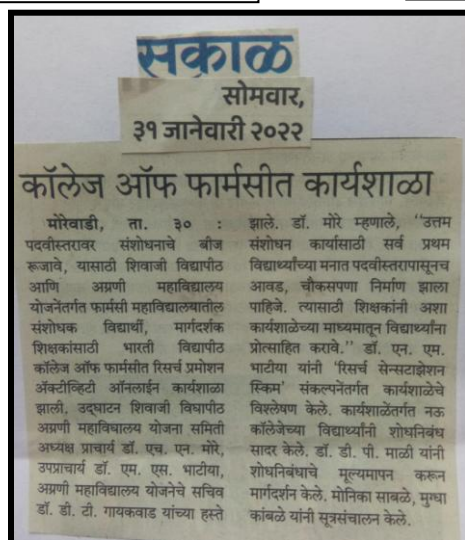 सकाळ
सोमवार,
३१ जानेवारी २०२२
कॉलेज ऑफ फार्मसीत कार्यशाळा
मोरेवाडी, ता. ३० :
पदवीस्तरावर संशोधनाचे बीज
रूजावे, यासाठी शिवाजी विद्यापीठ
आणि अग्रणी महाविद्यालय
योजनेंतर्गत फार्मसी महाविद्यालयातील
संशोधक विद्यार्थी, मार्गदर्शक
शिक्षकांसाठी भारती विद्यापीठ
कॉलेज ऑफ फार्मसीत रिसर्च प्रमोशन
ॲक्टीव्हिटी ऑनलाईन कार्यशाळा
झाली, उद्‌घाटन शिवाजी विद्यापीठ
अग्रणी महाविद्यालय योजना समिती
अध्यक्ष प्राचार्य डॉ. एच. एन. मोरे,
उपप्राचार्य डॉ. एम. एस. भाटीया,
अग्रणी महाविद्यालय योजनेचे सचिव
डॉ. डी. टी. गायकवाड यांच्या हस्ते
झाले. डॉ. मोरे म्हणाले, ‘‘उत्तम
संशोधन कार्यासाठी सर्व प्रथम
विद्यार्थ्यांच्या मनात पदवीस्तरापासूनच
आवड, चौकसपणा निर्माण झाला
पाहिजे. त्यासाठी शिक्षकांनी अशा
कार्यशाळेच्या माध्यमातून विद्यार्थ्यांना
प्रोत्साहित करावे.’’ डॉ. एन. एम.
भाटीया यांनी ‘रिसर्च सेन्सटाझेशन
स्किम’ संकल्पनेंतर्गत कार्यशाळेचे
विश्लेषण केले. कार्यशाळेंतर्गत नऊ
कॉलेजच्या विद्यार्थ्यांनी शोधनिबंध
सादर केले. डॉ. डी. पी. माळी यांनी
शोधनिबंधाचे मूल्यमापन करून
मार्गदर्शन केले. मोनिका साबळे, मुग्धा
कांबळे यांनी सूत्रसंचालन केले.